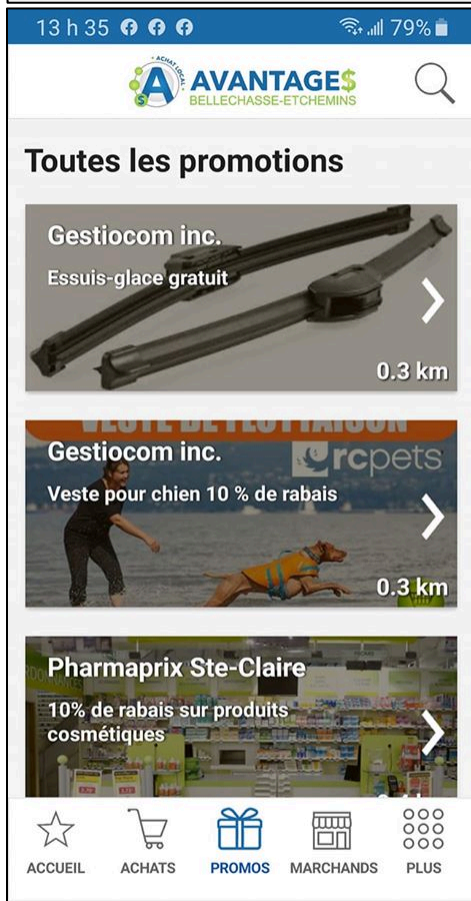 13 h 35 79%
ACHAT LOCAL
A AVANTAGE$
BELLECHASSE-ETCHEMINS
Toutes les promotions
Gestiocom inc.
Essuis-glace gratuit
0.3 km
VESTE DE FLOTTAISON
Gestiocom inc.
rcpets
Veste pour chien 10 % de rabais
0.3 km
Pharmaprix Ste-Claire
10% de rabais sur produits
cosmétiques
ACCUEIL ACHATS PROMOS MARCHANDS PLUS